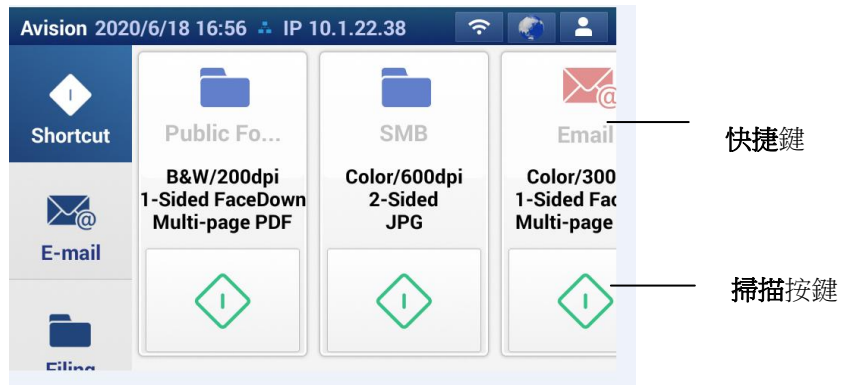 Avision 2020/6/18 16:56 IP 10.1.22.38
Shortcut
E-mail
Filing
Public Fo...
B&W/200dpi
1-Sided FaceDown
Multi-page PDF
SMB
Color/600dpi
2-Sided
JPG
Email
Color/300
1-Sided Fac
Multi-page
快捷鍵
掃描按鍵